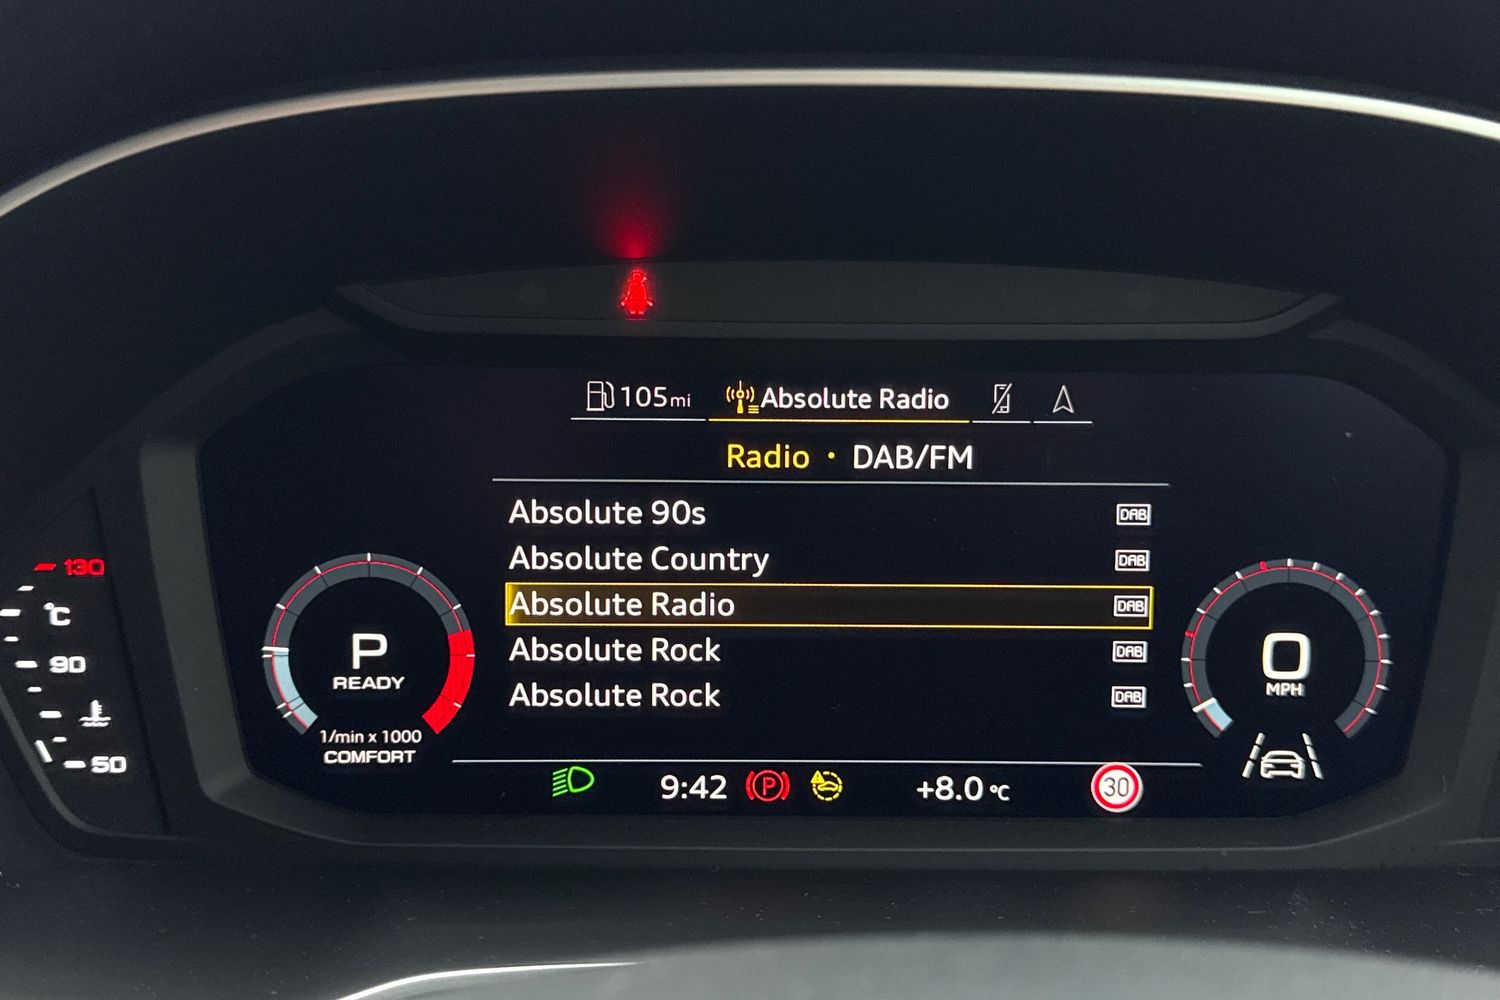 105mi Absolute Radio
Radio • DAB/FM
Absolute 90s DAB
Absolute Country DAB
Absolute Radio DAB
Absolute Rock DAB
Absolute Rock DAB
130
°C
90
50
P
READY
1/min x 1000
COMFORT
0
MPH
9:42 P +8.0 °C 30